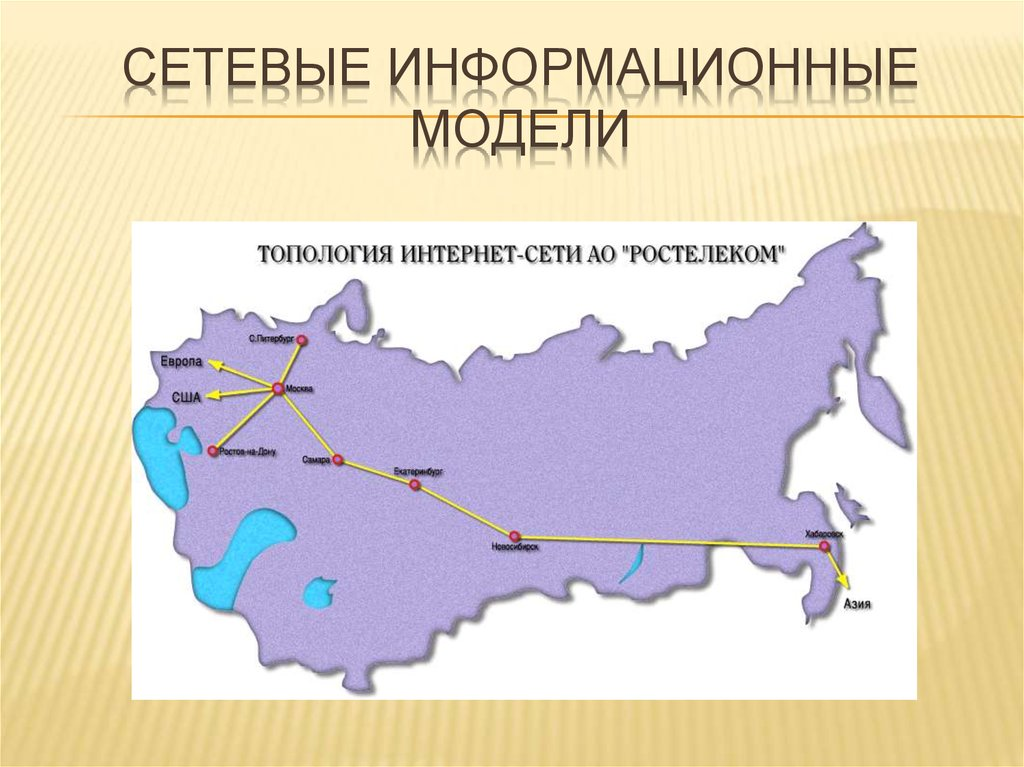 СЕТЕВЫЕ ИНФОРМАЦИОННЫЕ
МОДЕЛИ
ТОПОЛОГИЯ ИНТЕРНЕТ-СЕТИ АО "РОСТЕЛЕКОМ"
С.Питербург
Европа
Москва
США
Ростов-на-Дону
Самара
Екатеринбург
Хабаровск
Новосибирск
Азия